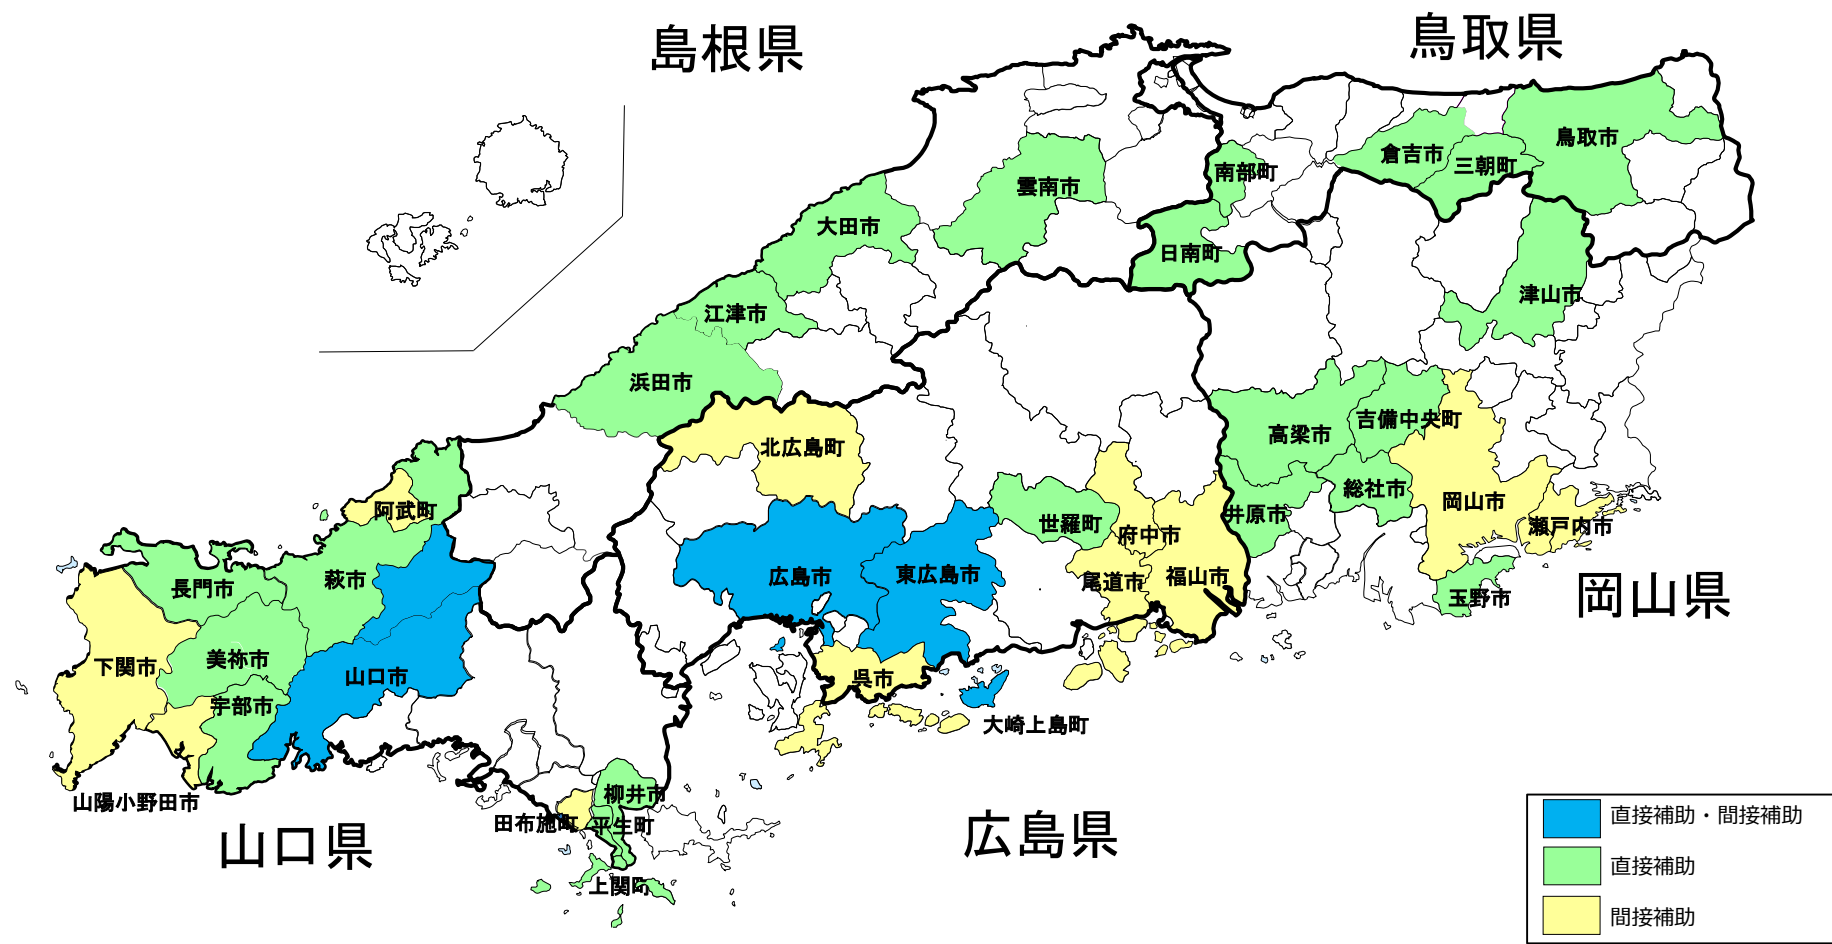 島根県
鳥取県
鳥取市
倉吉市
三朝町
南部町
雲南市
大田市
日南町
津山市
江津市
浜田市
吉備中央町
高梁市
北広島町
総社市
岡山市
阿武町
井原市
世羅町
瀬戸内市
府中市
広島市
東広島市
尾道市
福山市
萩市
長門市
玉野市
岡山県
美祢市
下関市
山口市
呉市
宇部市
大崎上島町
柳井市
山陽小野田市
田布施町
平生町
山口県
広島県
上関町
直接補助・間接補助
直接補助
間接補助